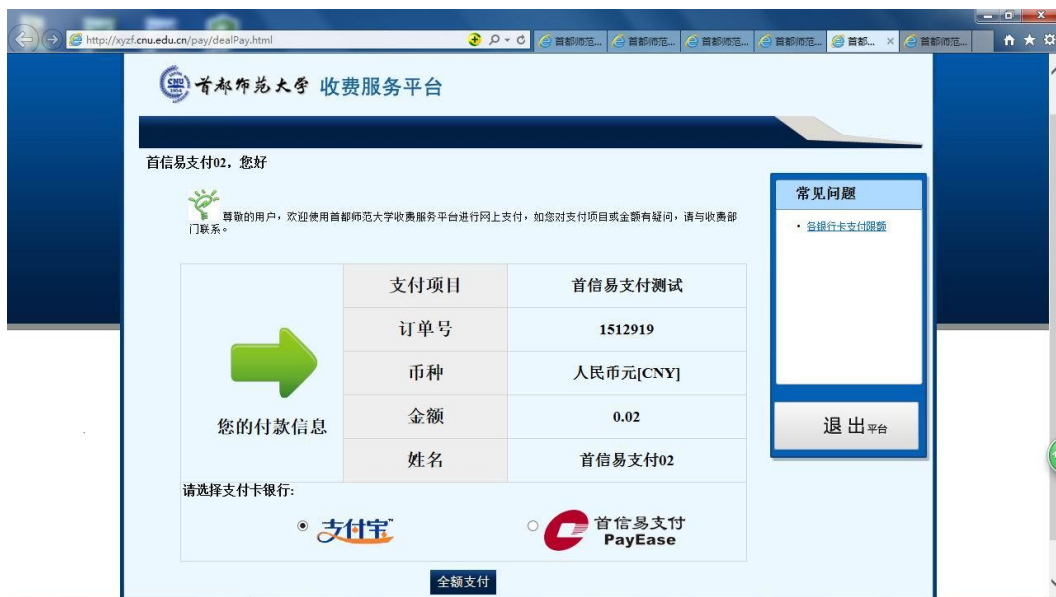 http://xyzf.cnu.edu.cn/pay/dealPay.html
首都师范...
首都师范...
首都师范...
首都师范...
首都...
首都师范...
CNU
首都师范大学 收费服务平台
首信易支付02，您好
尊敬的用户，欢迎使用首都师范大学收费服务平台进行网上支付，如您对支付项目或金额有疑问，请与收费部
门联系。
常见问题
各银行卡支付限额
退出平台
您的付款信息
支付项目 首信易支付测试
订单号 1512919
币种 人民币元[CNY]
金额 0.02
姓名 首信易支付02
请选择支付卡银行:
支付宝
首信易支付
PayEase
全额支付